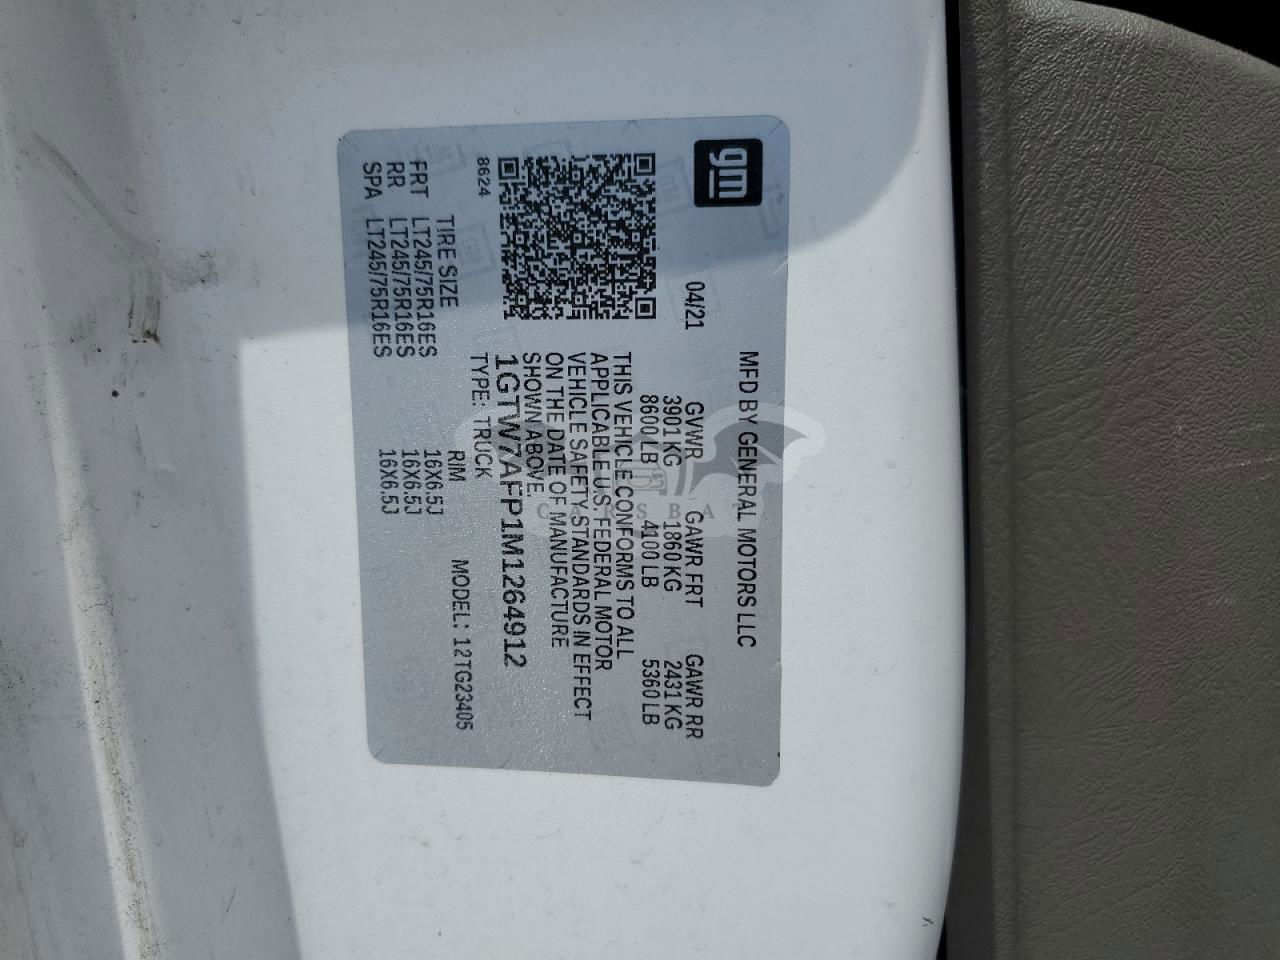 gm
MFD BY GENERAL MOTORS LLC
04/21 GVWR GAWR FRT GAWR RR
3901 KG 1860 KG 2431 KG
8600 LB 4100 LB 5360 LB
THIS VEHICLE CONFORMS TO ALL
APPLICABLE U.S. FEDERAL MOTOR
VEHICLE SAFETY STANDARDS IN EFFECT
ON THE DATE OF MANUFACTURE
SHOWN ABOVE.
1GTW7AFP1M1264912
8624 TYPE: TRUCK MODEL: 12TG23405
TIRE SIZE RIM
FRT LT245/75R16ES 16X6.5J
RR LT245/75R16ES 16X6.5J
SPA LT245/75R16ES 16X6.5J
CARSBAT